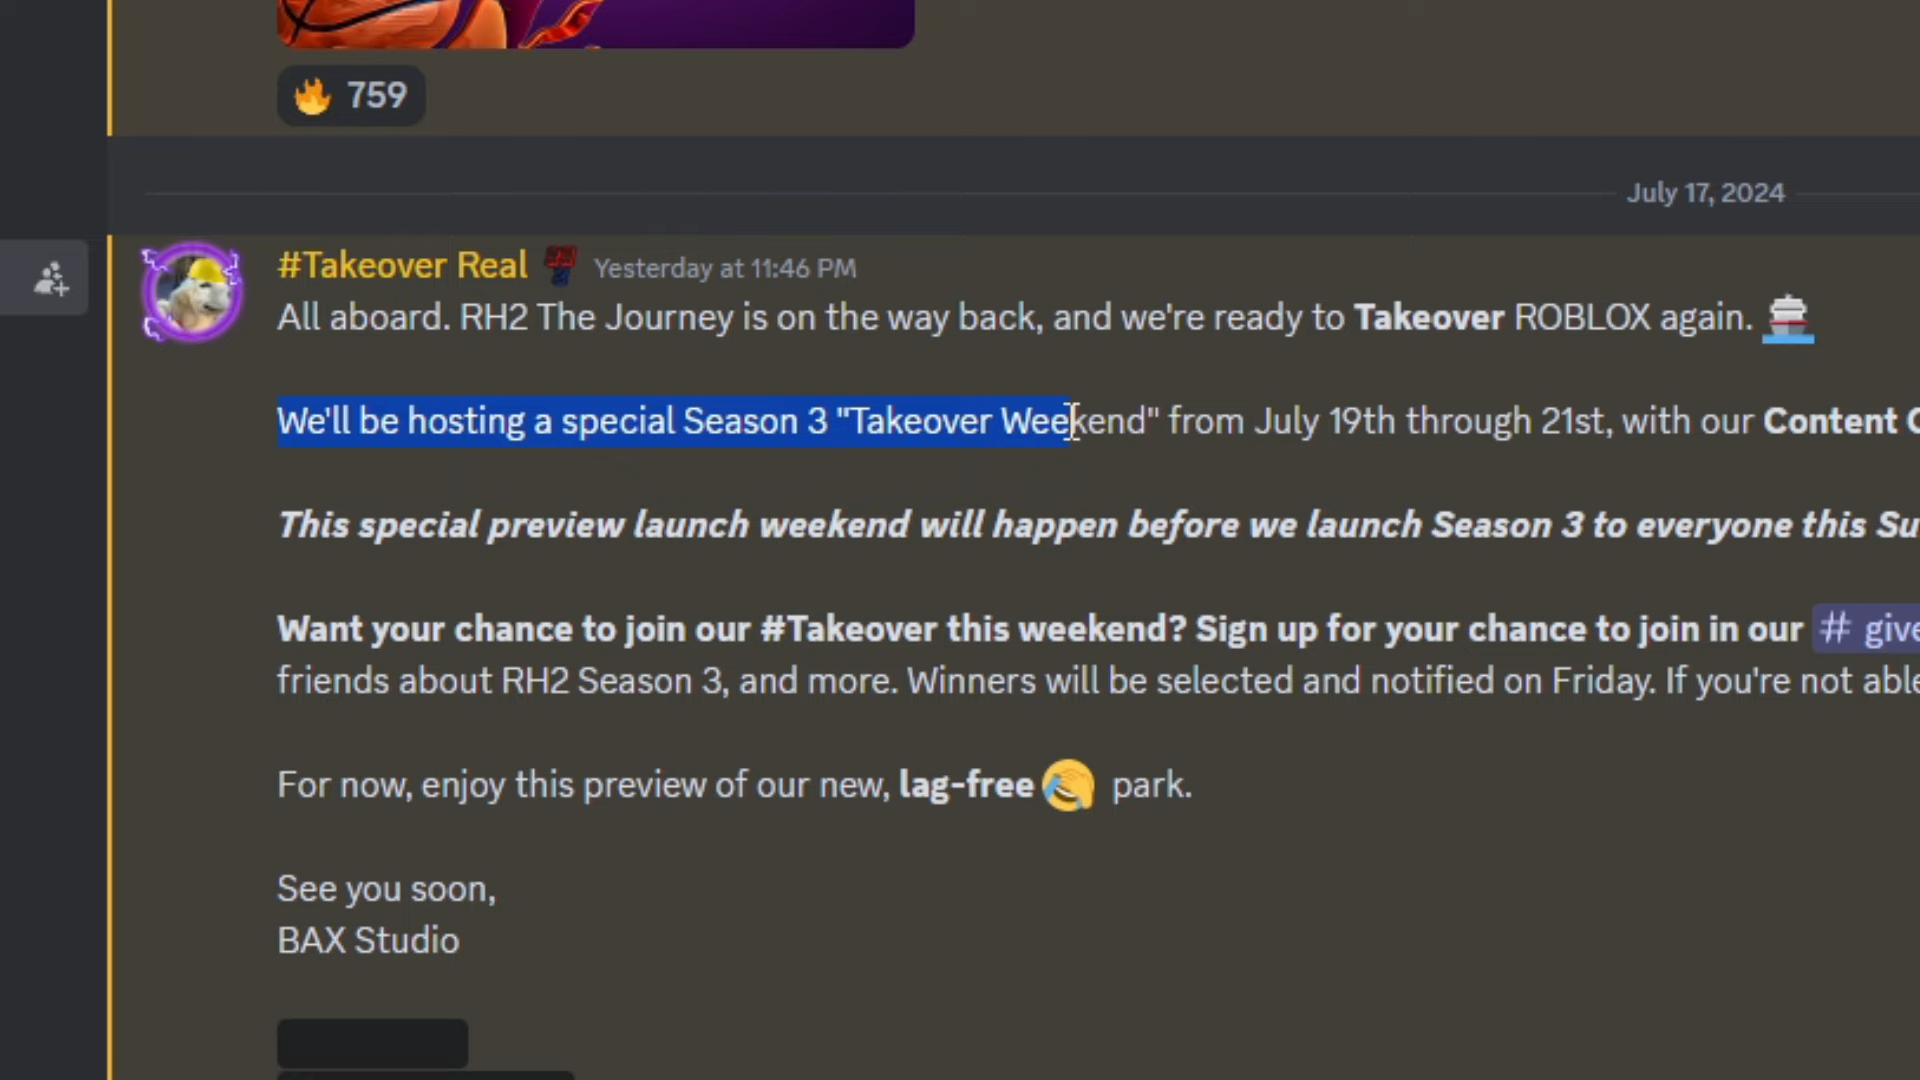 759
July 17, 2024
#Takeover Real Yesterday at 11:46 PM
All aboard. RH2 The Journey is on the way back, and we're ready to Takeover ROBLOX again.
We'll be hosting a special Season 3 "Takeover Weekend" from July 19th through 21st, with our Content
This special preview launch weekend will happen before we launch Season 3 to everyone this
Want your chance to join our #Takeover this weekend? Sign up for your chance to join in our #
friends about RH2 Season 3, and more. Winners will be selected and notified on Friday. If you're not
For now, enjoy this preview of our new, lag-free park.
See you soon,
BAX Studio